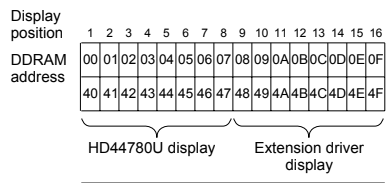 Display
position 1 2 3 4 5 6 7 8 9 10 11 12 13 14 15 16
DDRAM 00 01 02 03 04 05 06 07 08 09 0A 0B 0C 0D 0E 0F
address
40 41 42 43 44 45 46 47 48 49 4A 4B 4C 4D 4E 4F
HD44780U display Extension driver
display